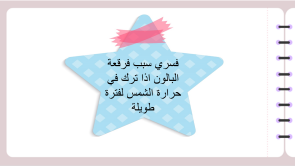 فسري سبب فرقعة
البالون اذا ترك في
حرارة الشمس لفترة
طويلة